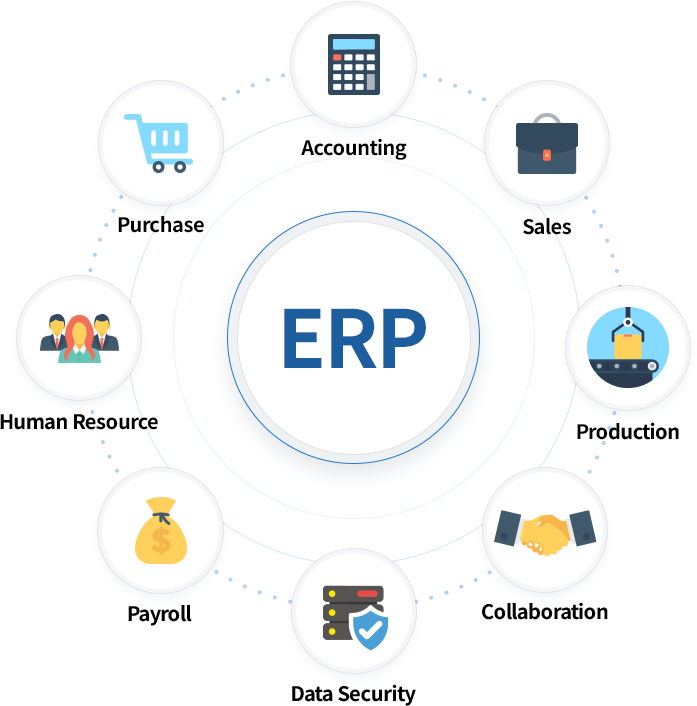 Accounting
Purchase
Sales
ERP
Human Resource
Production
Payroll
Collaboration
Data Security